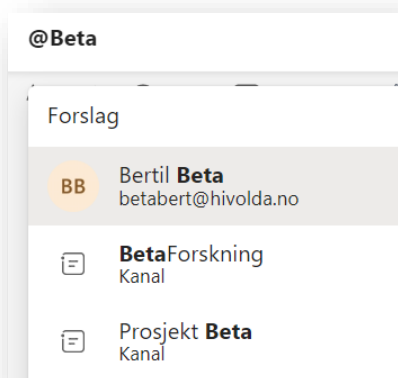 @Beta
Forslag
BB
Bertil Beta
betabert@hivolda.no
BetaForskning
Kanal
Prosjekt Beta
Kanal